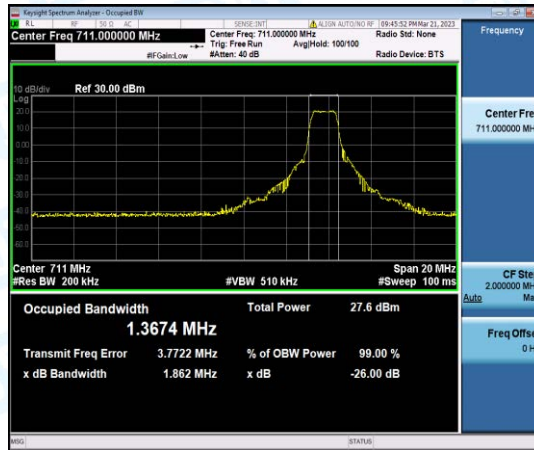 Keysight Spectrum Analyzer - Occupied BW
RL RF 50 Ω AC SENSE:INT ALIGN AUTO/NO RF 09:45:52 PM Mar 21, 2023
Center Freq 711.000000 MHz
Center Freq: 711.000000 MHz
Radio Std: None
Trig: Free Run Avg|Hold: 100/100
#IFGain:Low #Atten: 40 dB Radio Device: BTS
10 dB/div Ref 30.00 dBm
Log
20.0
10.0
0.00
-10.0
-20.0
-30.0
-40.0
-50.0
-60.0
Center 711 MHz Span 20 MHz
#Res BW 200 kHz #VBW 510 kHz #Sweep 100 ms
Occupied Bandwidth Total Power 27.6 dBm
1.3674 MHz
Transmit Freq Error 3.7722 MHz % of OBW Power 99.00 %
x dB Bandwidth 1.862 MHz x dB -26.00 dB
MSG STATUS
Frequency
Center Fre
711.000000 MH
CF Ste
2.000000 MH
Auto Ma
Freq Offse
0 H